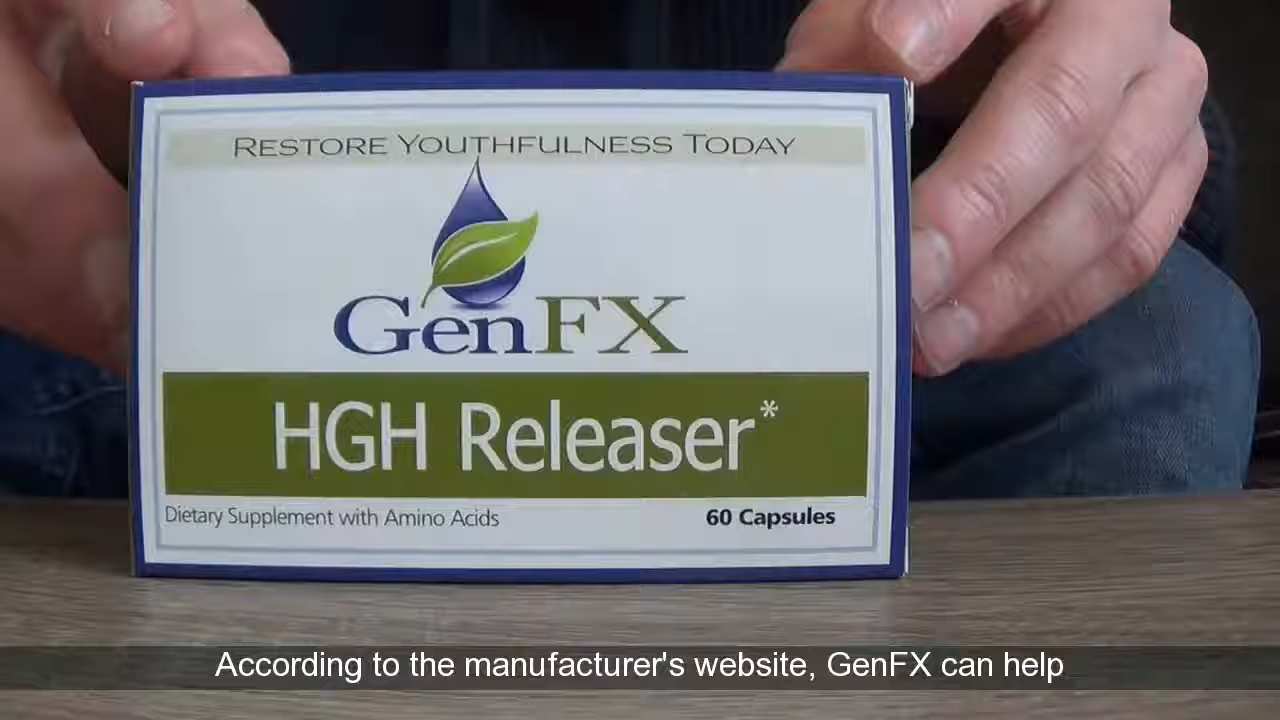 RESTORE YOUTHFULNESS TODAY
GenFX
HGH Releaser*
Dietary Supplement with Amino Acids
60 Capsules
According to the manufacturer's website, GenFX can help